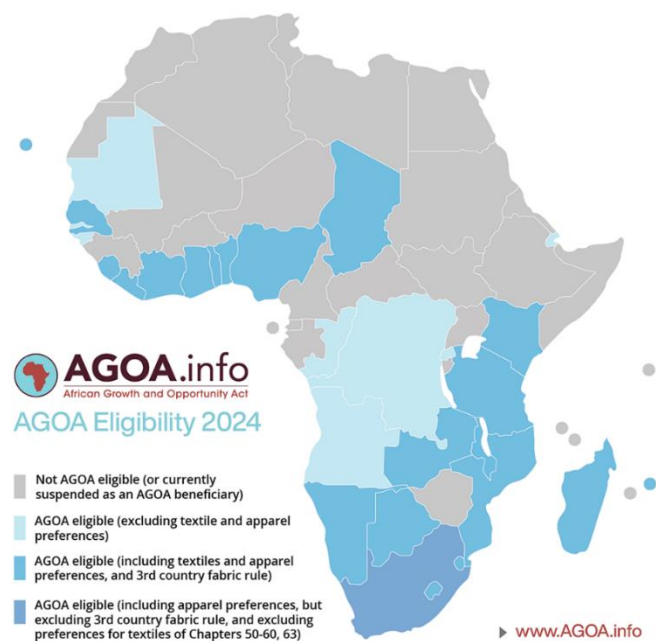 AGOA.info
African Growth and Opportunity Act
AGOA Eligibility 2024
Not AGOA eligible (or currently
suspended as an AGOA beneficiary)
AGOA eligible (excluding textile and apparel
preferences)
AGOA eligible (including textiles and apparel
preferences, and 3rd country fabric rule)
AGOA eligible (including apparel preferences, but
excluding 3rd country fabric rule, and excluding
preferences for textiles of Chapters 50-60, 63)
www.AGOA.info